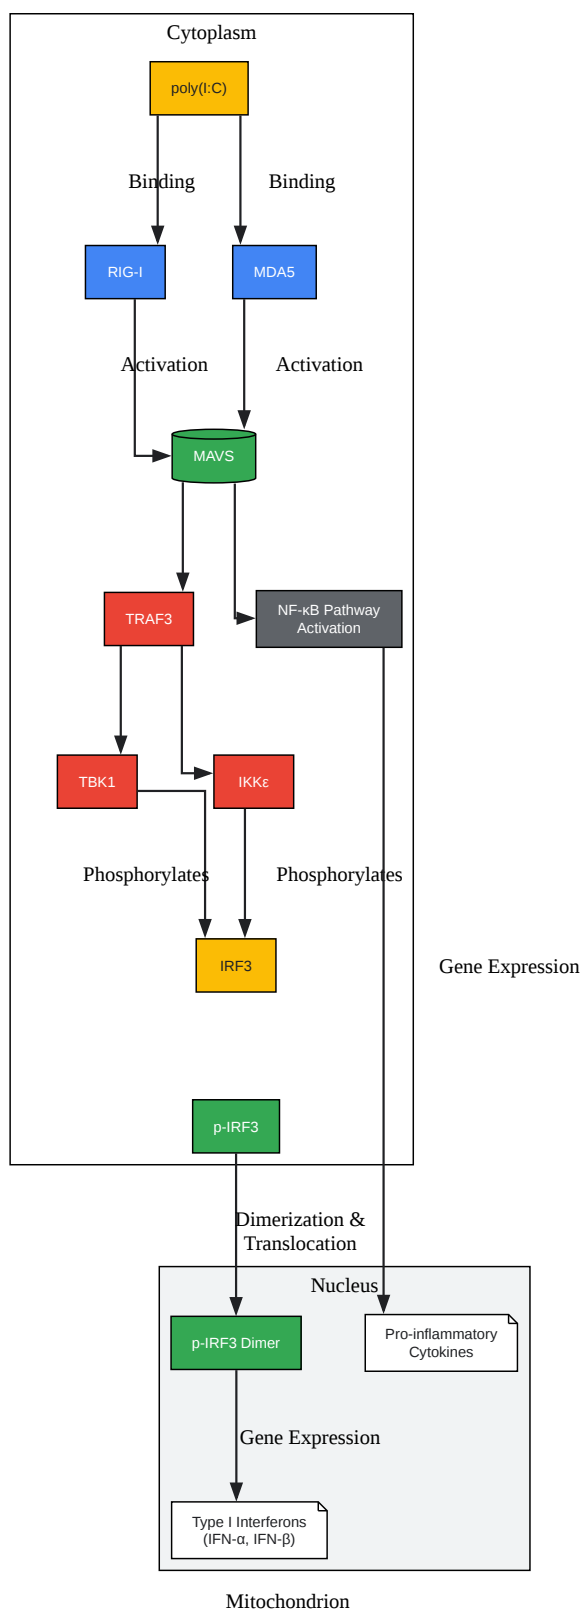 Cytoplasm
poly(I:C)
Binding
Binding
RIG-I
MDA5
Activation
Activation
MAVS
TRAF3
NF-κB Pathway
Activation
TBK1
IKKε
Phosphorylates
Phosphorylates
IRF3
Gene Expression
p-IRF3
Dimerization &
Translocation
Nucleus
p-IRF3 Dimer
Pro-inflammatory
Cytokines
Gene Expression
Type I Interferons
(IFN-α, IFN-β)
Mitochondrion